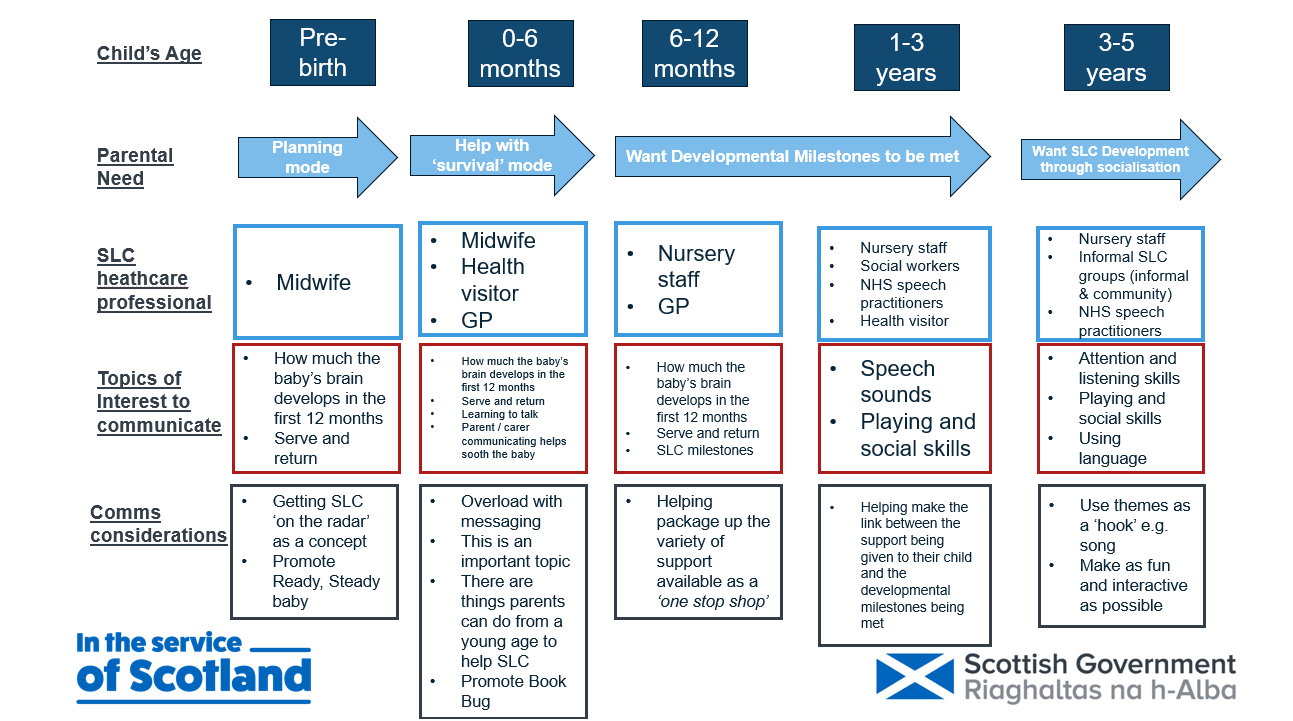 Child's Age
Pre-
birth
0-6
months
6-12
months
1-3
years
3-5
years
Parental
Need
Planning
mode
Help with
‘survival’ mode
Want Developmental Milestones to be met
Want SLC Development
through socialisation
SLC
heathcare
professional
• Midwife
• Midwife
• Health
visitor
• GP
• Nursery
staff
• GP
• Nursery staff
• Social workers
• NHS speech
practitioners
• Health visitor
• Nursery staff
• Informal SLC
groups (informal
& community)
• NHS speech
practitioners
Topics of
Interest to
communicate
• How much the
baby’s brain
develops in the
first 12 months
• Serve and
return
• How much the baby’s
brain develops in the
first 12 months
• Serve and return
• Learning to talk
• Parent / carer
communicating helps
sooth the baby
• How much the
baby’s brain
develops in the
first 12 months
• Serve and return
• SLC milestones
• Speech
sounds
• Playing and
social skills
• Attention and
listening skills
• Playing and
social skills
• Using
language
Comms
considerations
• Getting SLC
‘on the radar’
as a concept
• Promote
Ready, Steady
baby
• Overload with
messaging
• This is an
important topic
• There are
things parents
can do from a
young age to
help SLC
• Promote Book
Bug
• Helping
package up the
variety of
support
available as a
‘one stop shop’
• Helping make the
link between the
support being
given to their child
and the
developmental
milestones being
met
• Use themes as
a ‘hook’ e.g.
song
• Make as fun
and interactive
as possible
In the service
of Scotland
Scottish Government
Riaghaltas na h-Alba